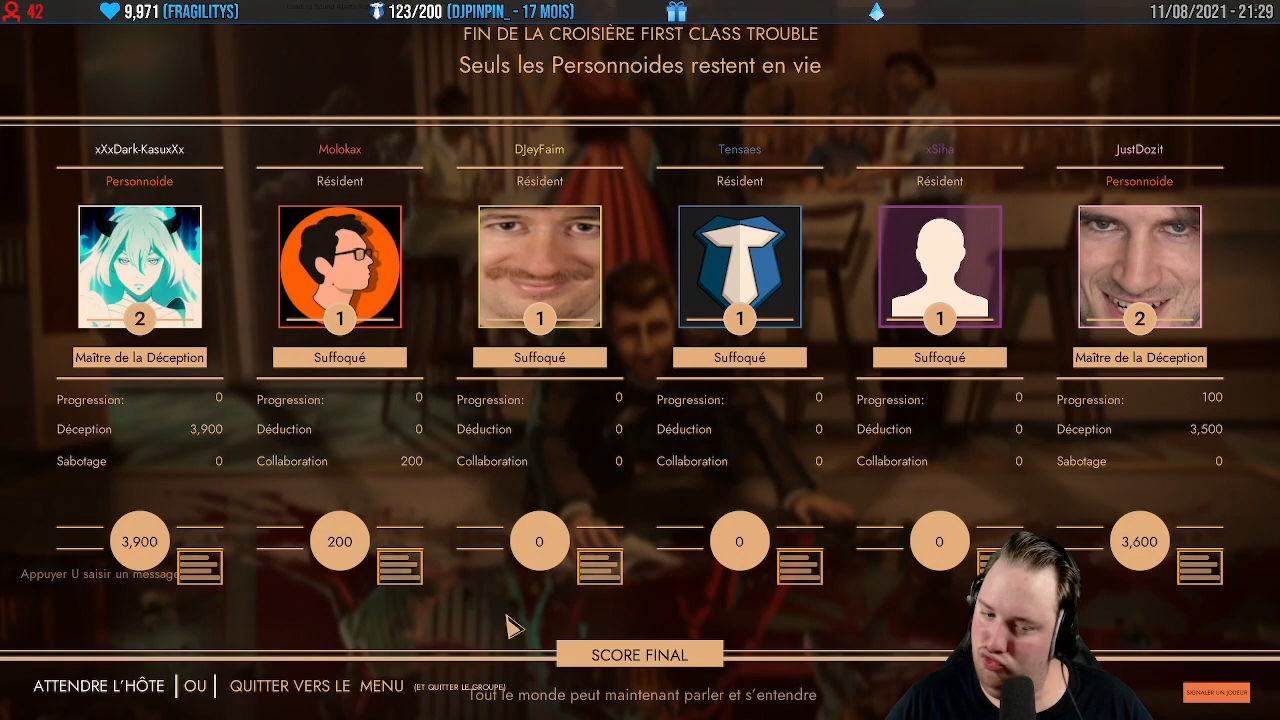 42
9,971 (FRAGILITYS)
123/200 (DJPINPIN_ - 17 MOIS)
11/08/2021 - 21:29
FIN DE LA CROISIÈRE FIRST CLASS TROUBLE
Seuls les Personnoides restent en vie
xXxDark-KasuxXx
Molokax
DJeyFaim
Tensaes
xSiha
JustDozit
Personnoide
Résident
Résident
Résident
Résident
Personnoide
2
1
1
1
1
2
Maître de la Déception
Suffoqué
Suffoqué
Suffoqué
Suffoqué
Maître de la Déception
Progression: 0
Progression: 0
Progression: 0
Progression: 0
Progression: 0
Progression: 100
Déception 3,900
Déduction 0
Déduction 0
Déduction 0
Déduction 0
Déception 3,500
Sabotage 0
Collaboration 200
Collaboration 0
Collaboration 0
Collaboration 0
Sabotage 0
3,900
200
0
0
0
3,600
Appuyer U saisir un message
SCORE FINAL
ATTENDRE L'HÔTE | OU | QUITTER VERS LE MENU (ET QUITTER LE GROUPE)
Tout le monde peut maintenant parler et s'entendre
SIGNALER UN JOUEUR